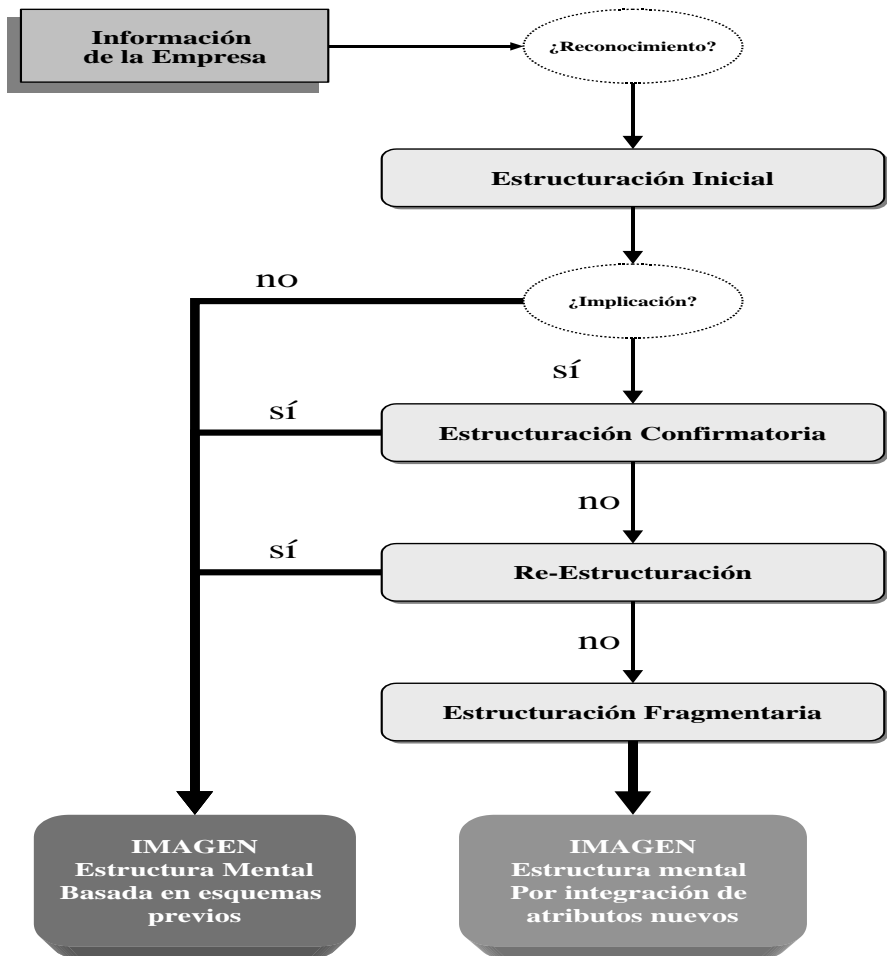 Información
de la Empresa
¿Reconocimiento?
Estructuración Inicial
no
¿Implicación?
sí
sí
Estructuración Confirmatoria
no
sí
Re-Estructuración
no
Estructuración Fragmentaria
IMAGEN
Estructura Mental
Basada en esquemas
previos
IMAGEN
Estructura mental
Por integración de
atributos nuevos